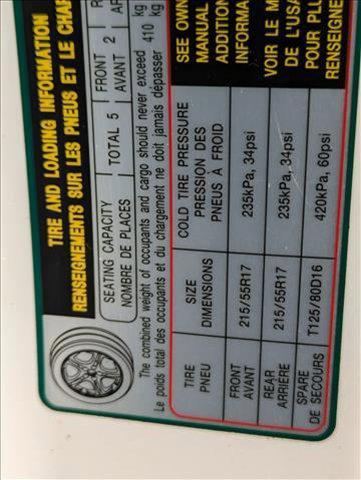 TIRE AND LOADING INFORMATION
RENSEIGNEMENTS SUR LES PNEUS ET LE
SEATING CAPACITY
NOMBRE DE PLACES
TOTAL 5
FRONT
AVANT
2
The combined weight of occupants and cargo should never exceed
Le poids total des occupants et du chargement ne doit jamais dépasser
410
kg
kg
TIRE
PNEU
SIZE
DIMENSIONS
COLD TIRE PRESSURE
PRESSION DES
PNEUS À FROID
SEE OWN
MANUAL
ADDITION
INFORMA
FRONT
AVANT
215/55R17
235kPa, 34psi
REAR
ARRIÈRE
215/55R17
235kPa, 34psi
VOIR LE M
DE L'USA
POUR PLU
RENSEIGNE
SPARE
DE SECOURS
T125/80D16
420kPa, 60psi